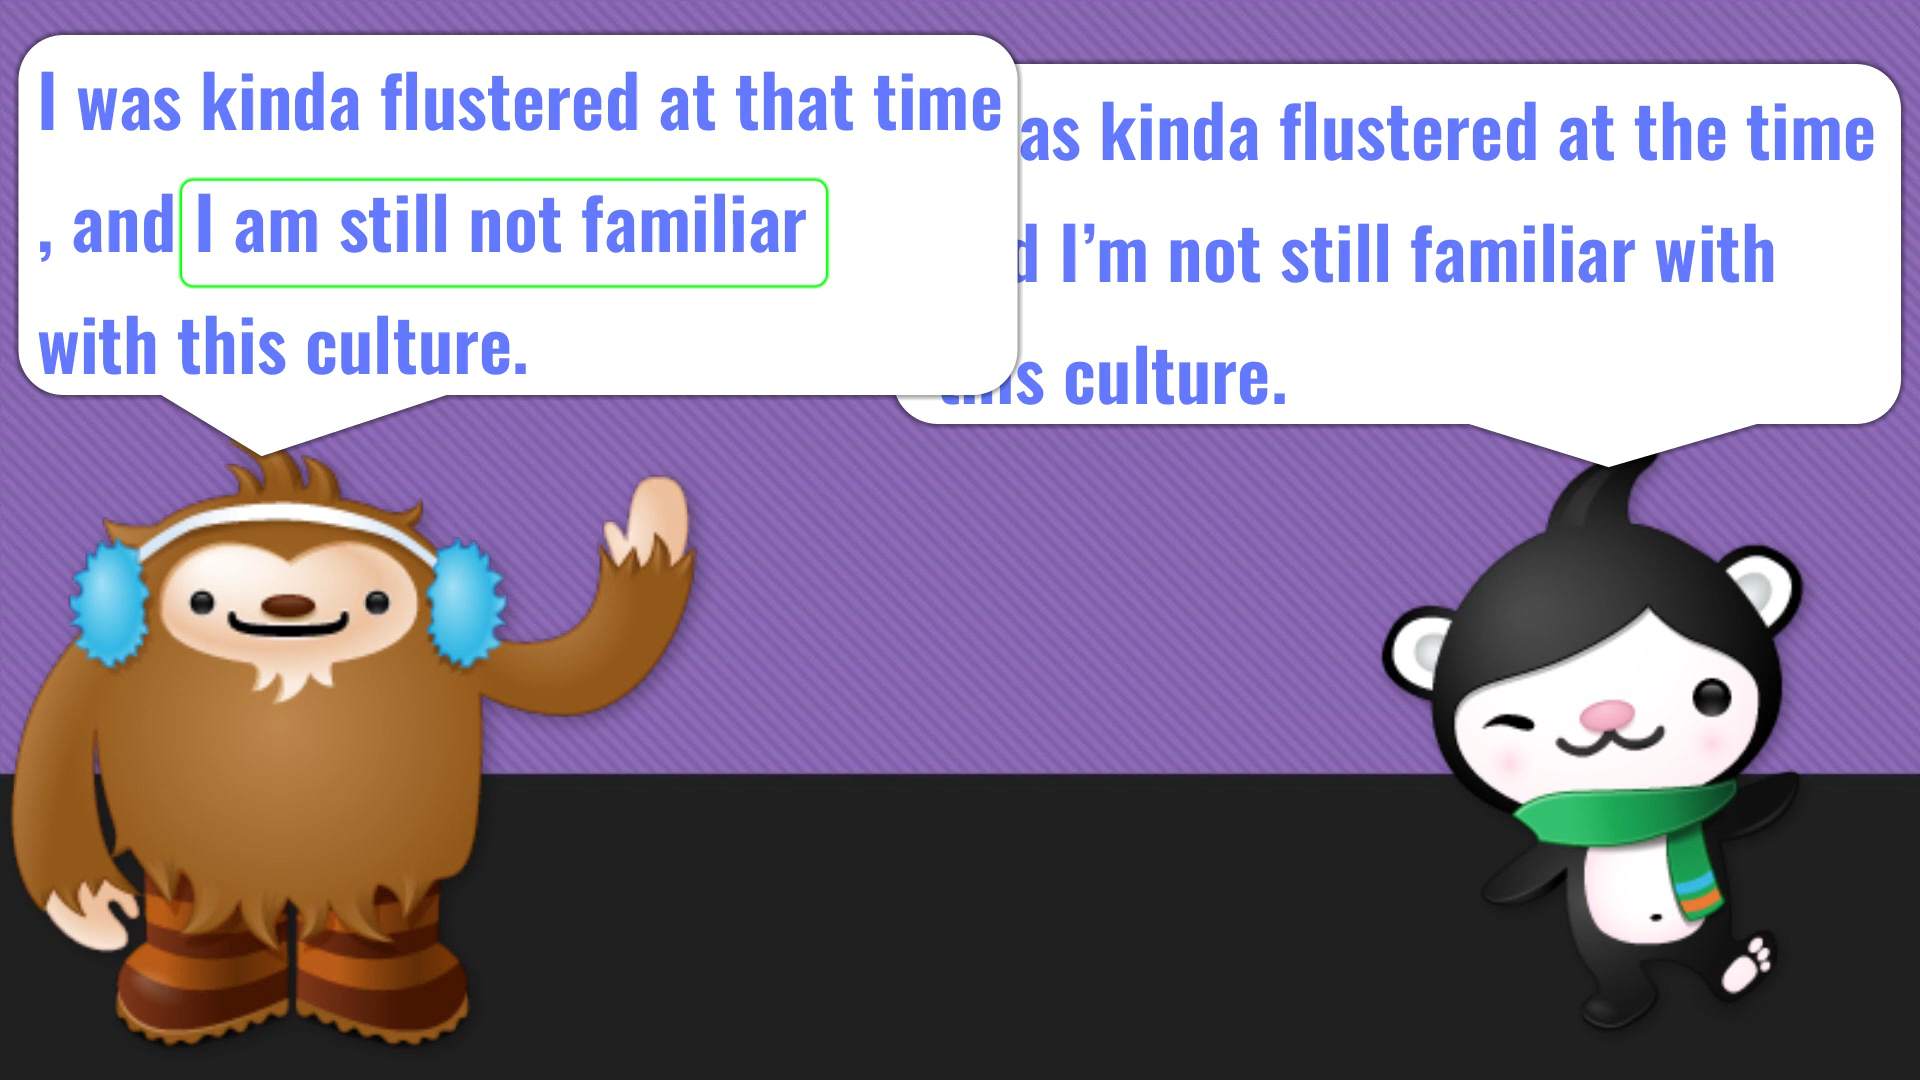 I was kinda flustered at that time
, and I am still not familiar
with this culture.
as kinda flustered at the time
d I’m not still familiar with
this culture.